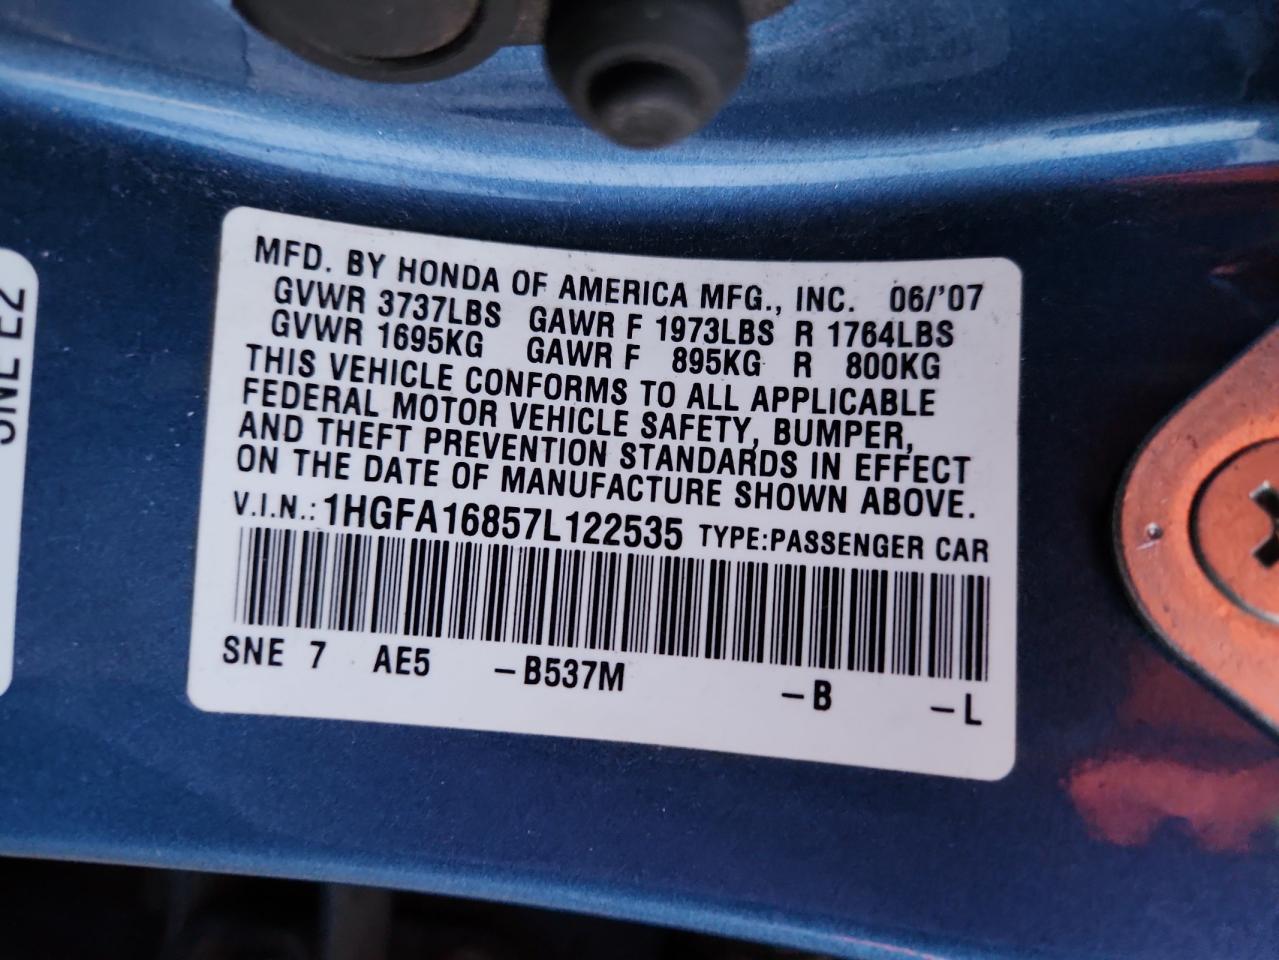 MFD. BY HONDA OF AMERICA MFG., INC. 06/'07
GVWR 3737LBS GAWR F 1973LBS R 1764LBS
GVWR 1695KG GAWR F 895KG R 800KG
THIS VEHICLE CONFORMS TO ALL APPLICABLE
FEDERAL MOTOR VEHICLE SAFETY, BUMPER,
AND THEFT PREVENTION STANDARDS IN EFFECT
ON THE DATE OF MANUFACTURE SHOWN ABOVE.
V.I.N.: 1HGFA16857L122535 TYPE:PASSENGER CAR
SNE 7 AE5 -B537M -B -L
SNE E2